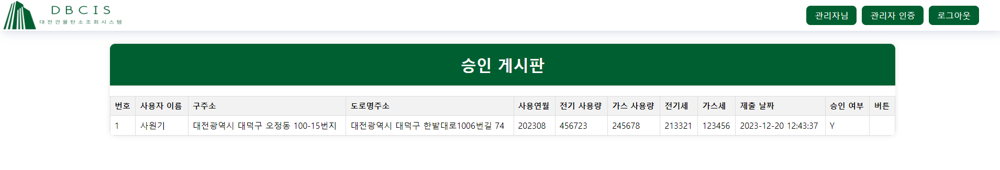 DBCIS
대전건물탄소조회시스템
관리자님 관리자 인증 로그아웃
승인 게시판
번호 사용자 이름 구주소 도로명주소 사용연월 전기 사용량 가스 사용량 전기세 가스세 제출 날짜 승인 여부 버튼
1 사원기 대전광역시 대덕구 오정동 100-15번지 대전광역시 대덕구 한밭대로1006번길 74 202308 456723 245678 213321 123456 2023-12-20 12:43:37 Y